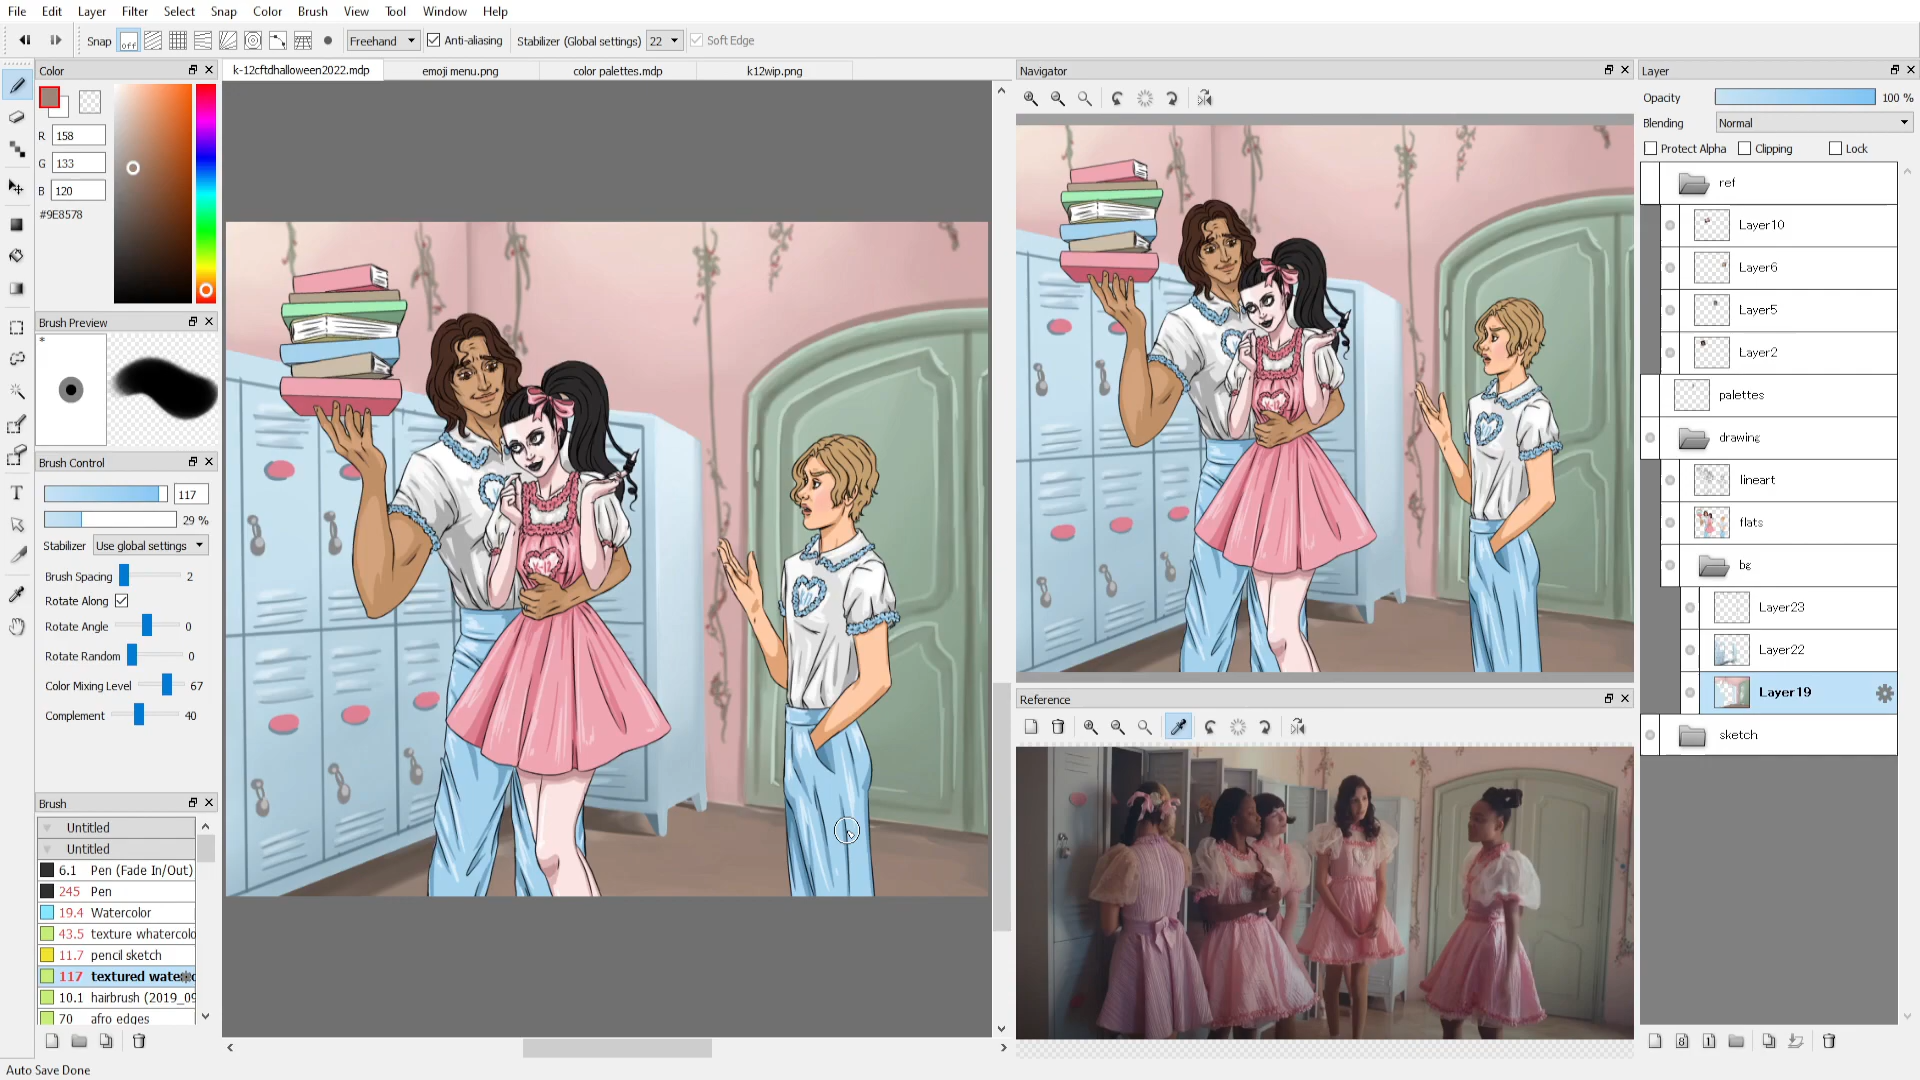 File Edit Layer Filter Select Snap Color Brush View Tool Window Help
Snap off Freehand Anti-aliasing Stabilizer (Global settings) 22 Soft Edge
Color
k-12cftdhalloween2022.mdp emoji menu.png color palettes.mdp k12wip.png
Navigator
Layer
Opacity 100 %
Blending Normal
Protect Alpha Clipping Lock
R 158
G 133
B 120
#9E8578
Brush Preview
*
Brush Control
117
29 %
Stabilizer Use global settings
Brush Spacing 2
Rotate Along
Rotate Angle 0
Rotate Random 0
Color Mixing Level 67
Complement 40
Brush
Untitled
Untitled
6.1 Pen (Fade In/Out)
245 Pen
19.4 Watercolor
43.5 texture whatercolo
11.7 pencil sketch
117 textured waterc
10.1 hairbrush (2019_09
70 afro edges
K-12
Reference
ref
Layer10
Layer6
Layer5
Layer2
palettes
drawing
lineart
flats
bg
Layer23
Layer22
Layer19
sketch
8 1
Auto Save Done